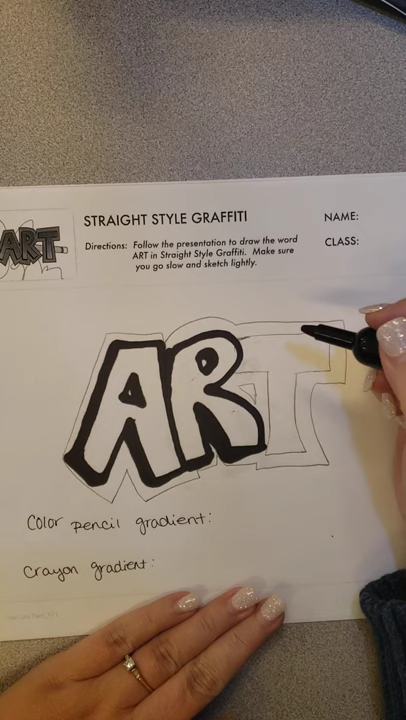 ART
STRAIGHT STYLE GRAFFITI
NAME:
Directions: Follow the presentation to draw the word
CLASS:
ART in Straight Style Graffiti. Make sure
you go slow and sketch lightly.
ART
Color pencil gradient:
Crayon gradient: